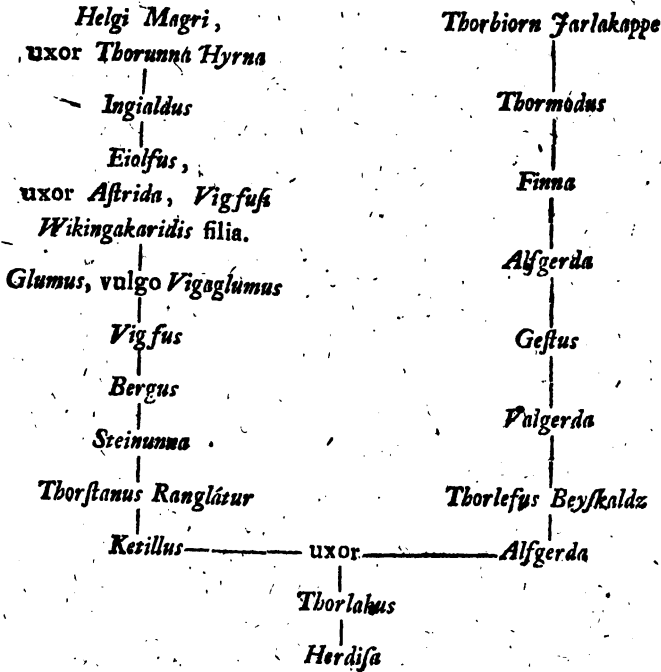 Helgi Magri,
uxor Thorunna Hyrna
Ingialdus
Eiolfus,
uxor Aſtrida, Vigfuſi
Wikingakaridis filia.
Glumus, vulgo Vigaglumus
Vigfus
Bergus
Steinunna
Thorſtanus Ranglátur
Ketillus
Thorbiorn Jarlakappe
Thormodus
Finna
Alfgerda
Geſtus
Valgerda
Thorlefus Beyſkaldz
uxor
Alfgerda
Thorlakus
Herdiſa